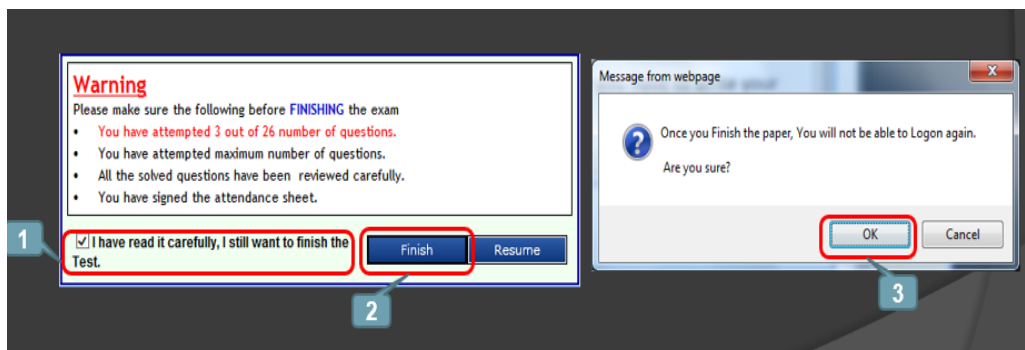 Warning
Please make sure the following before FINISHING the exam
• You have attempted 3 out of 26 number of questions.
• You have attempted maximum number of questions.
• All the solved questions have been reviewed carefully.
• You have signed the attendance sheet.
1
I have read it carefully, I still want to finish the
Test.
Finish
Resume
2
Message from webpage
Once you Finish the paper, You will not be able to Logon again.
Are you sure?
OK
Cancel
3